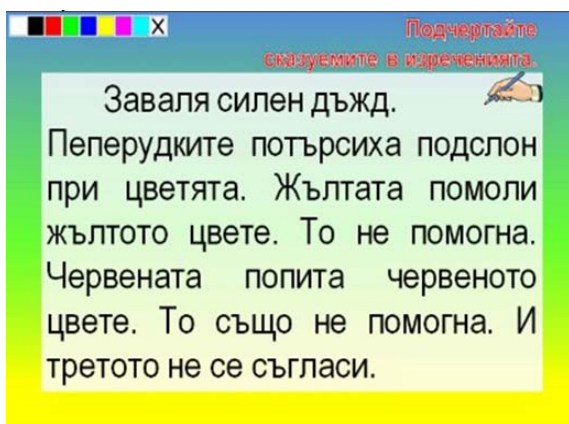 X
Подчертайте
сказуемите в изреченията.
Заваля силен дъжд.
Пеперудките потърсиха подслон
при цветята. Жълтата помоли
жълтото цвете. То не помогна.
Червената попита червеното
цвете. То също не помогна. И
третото не се съгласи.